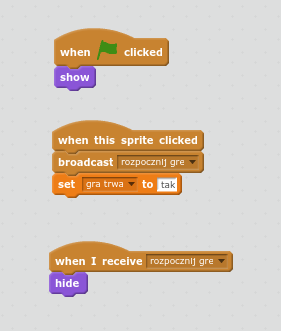 when clicked
show
when this sprite clicked
broadcast rozpocznij gre
set gra trwa to tak
when I receive rozpocznij gre
hide